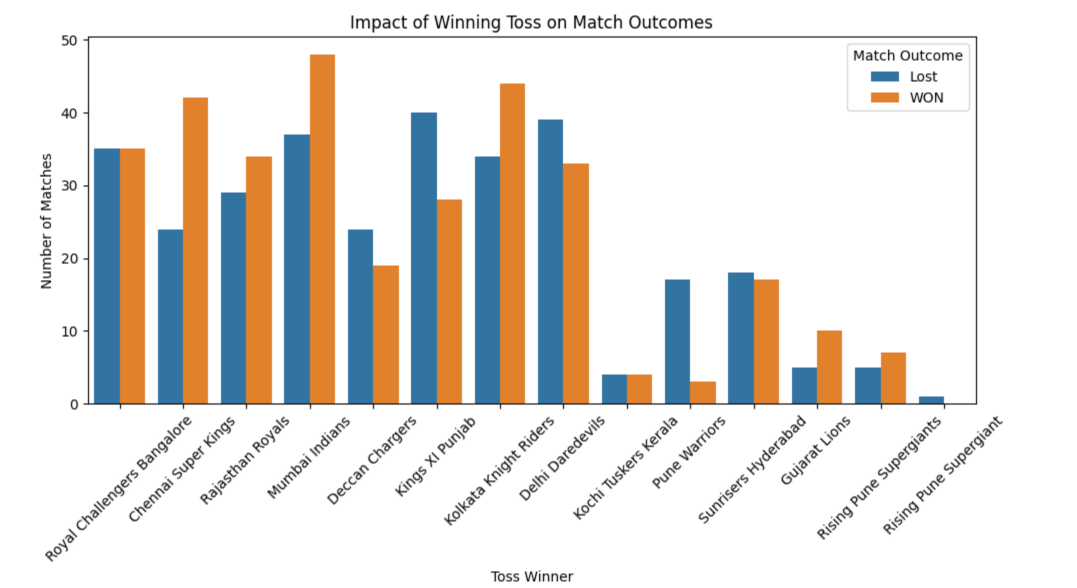 Impact of Winning Toss on Match Outcomes
Match Outcome
Lost
WON
Number of Matches
50
40
30
20
10
0
Royal Challengers Bangalore
Chennai Super Kings
Rajasthan Royals
Mumbai Indians
Deccan Chargers
Kings XI Punjab
Kolkata Knight Riders
Delhi Daredevils
Kochi Tuskers Kerala
Pune Warriors
Sunrisers Hyderabad
Gujarat Lions
Rising Pune Supergiants
Rising Pune Supergiant
Toss Winner